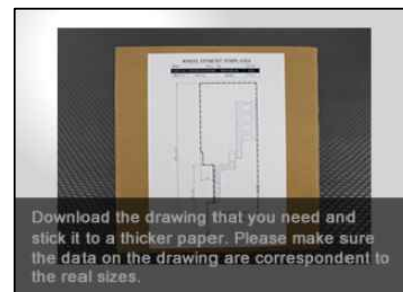 Download the drawing that you need and
stick it to a thicker paper. Please make sure
the data on the drawing are correspondent to
the real sizes.